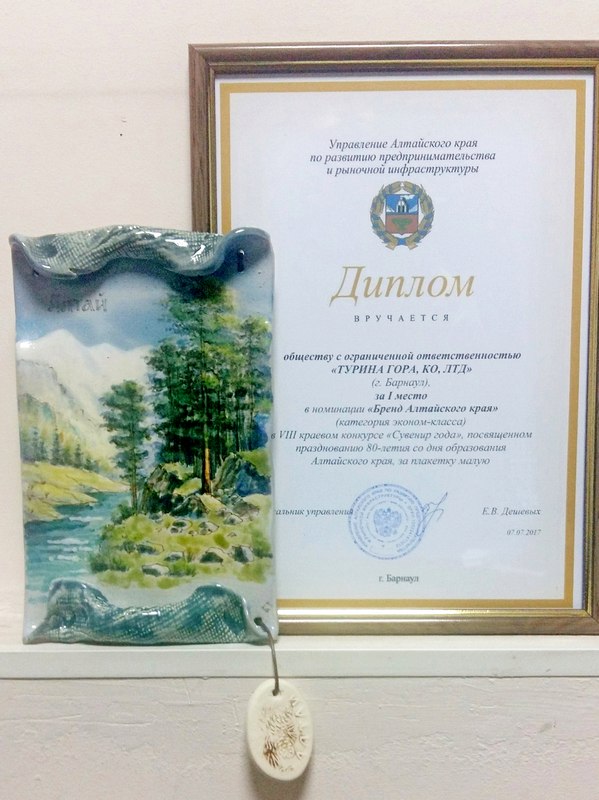 Управление Алтайского края
по развитию предпринимательства
и рыночной инфраструктуры
Диплом
ВРУЧАЕТСЯ
обществу с ограниченной ответственностью
«ТУРИНА ГОРА, КО, ЛТД»
(г. Барнаул),
за I место
в номинации «Бренд Алтайского края»
(категория эконом-класса)
в VIII краевом конкурсе «Сувенир года», посвященном
празднованию 80-летия со дня образования
Алтайского края, за плакетку малую
управления
Е.В. Дешевых
07.07.2017
г. Барнаул
Алтай